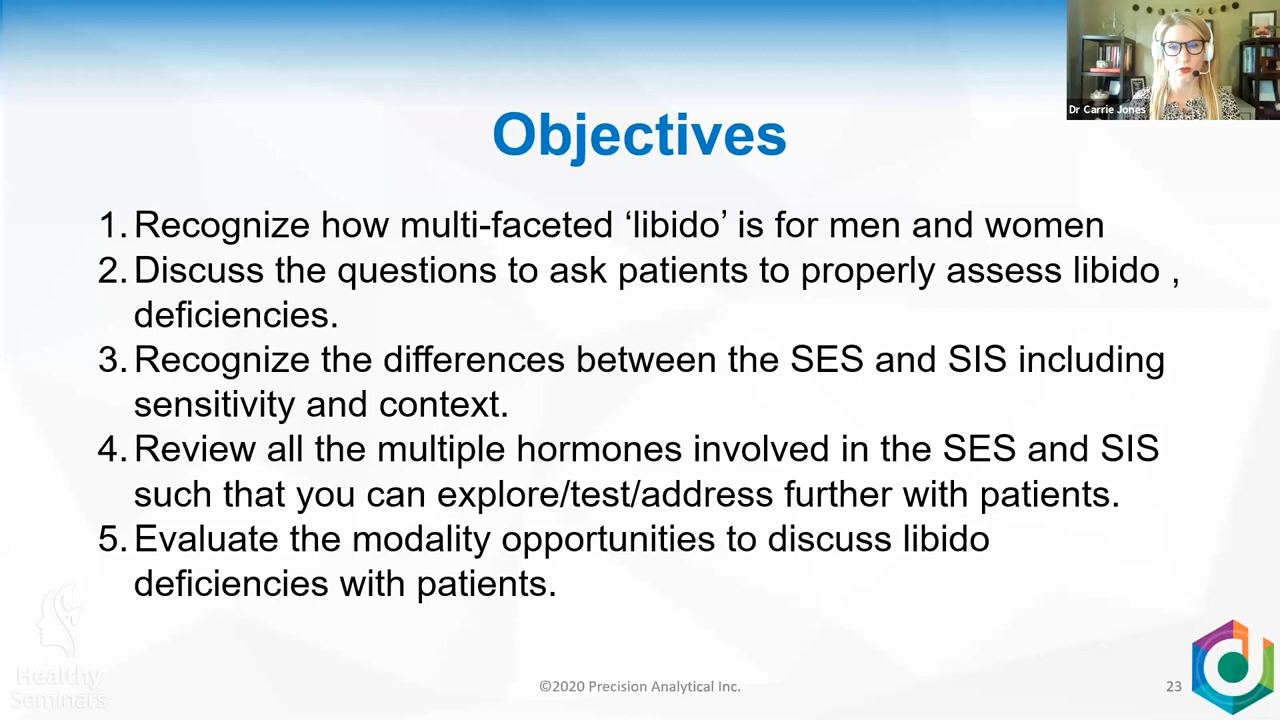 Dr Carrie Jones
Objectives
1. Recognize how multi-faceted ‘libido’ is for men and women
2. Discuss the questions to ask patients to properly assess libido ,
deficiencies.
3. Recognize the differences between the SES and SIS including
sensitivity and context.
4. Review all the multiple hormones involved in the SES and SIS
such that you can explore/test/address further with patients.
5. Evaluate the modality opportunities to discuss libido
deficiencies with patients.
Healthy
Seminars
©2020 Precision Analytical Inc.
23